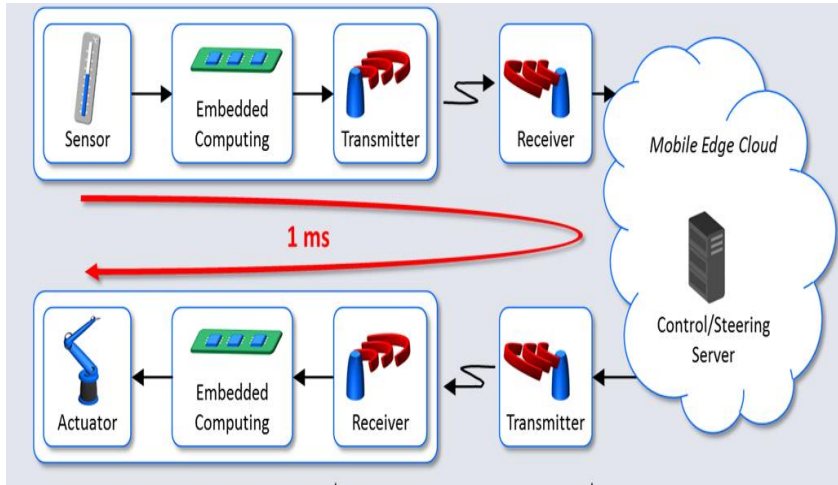 Sensor
Embedded
Computing
Transmitter
Receiver
Mobile Edge Cloud
1 ms
Control/Steering
Server
Actuator
Embedded
Computing
Receiver
Transmitter